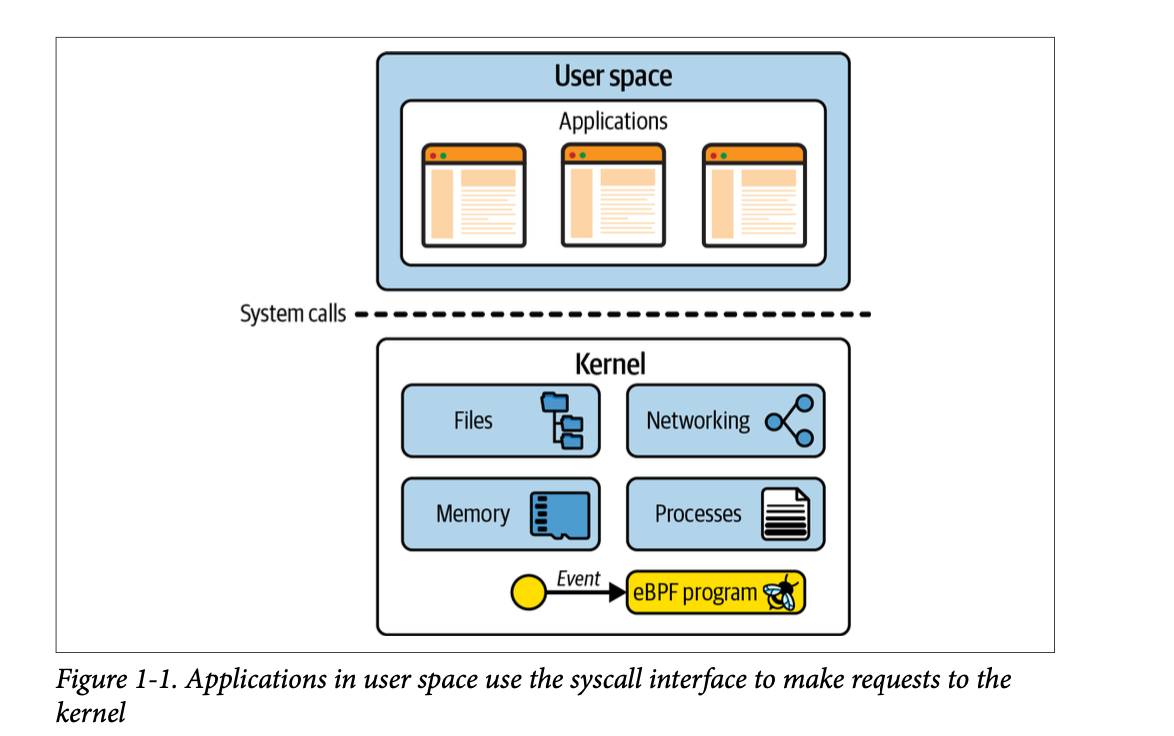 User space
Applications
System calls
Kernel
Files
Networking
Memory
Processes
Event
eBPF program
Figure 1-1. Applications in user space use the syscall interface to make requests to the
kernel